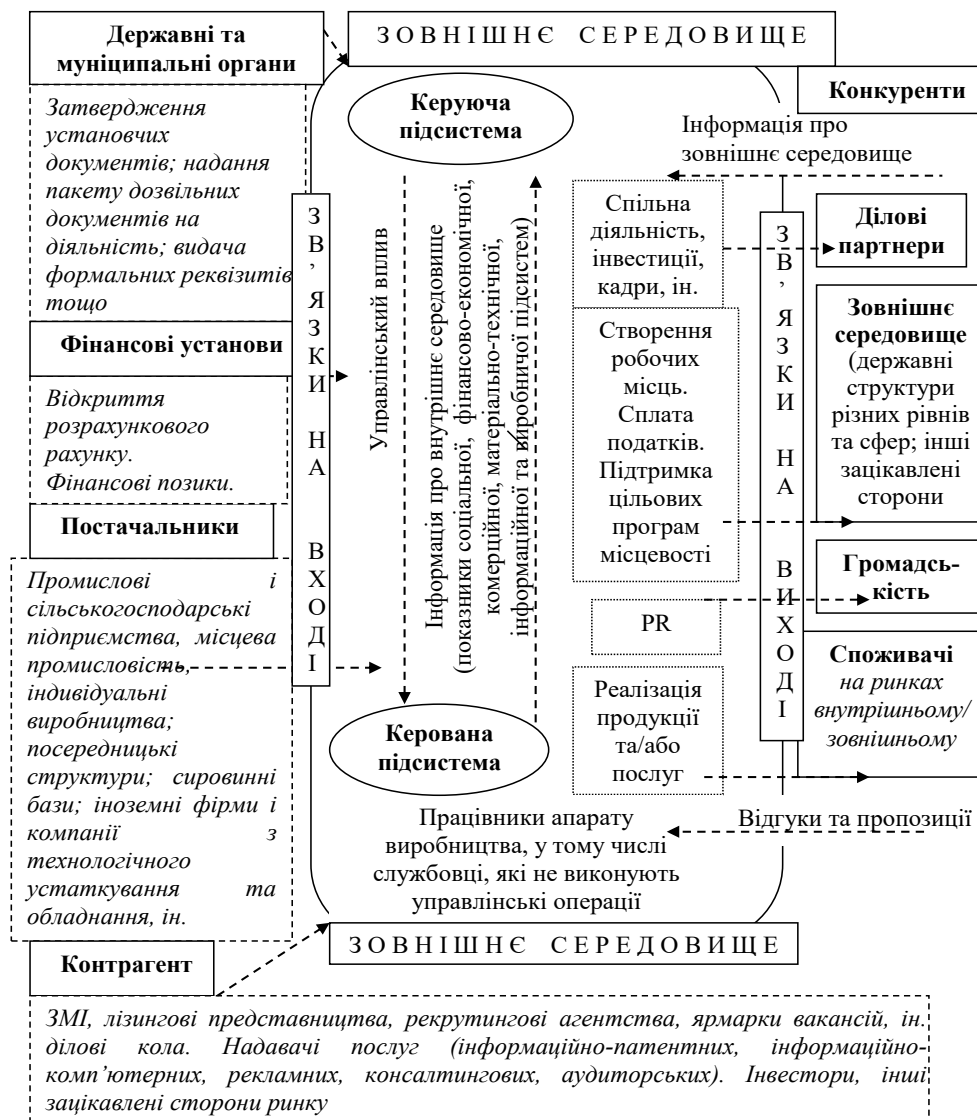 Державні та
муніципальні органи
ЗОВНІШНЄ СЕРЕДОВИЩЕ
Затвердження
установчих
документів; надання
пакету дозвільних
документів на
діяльність; видача
формальних реквізитів
тощо
Фінансові установи
Відкриття
розрахункового
рахунку.
Фінансові позики.
Постачальники
Промислові і
сільськогосподарські
підприємства, місцева
промисловість,
індивідуальні
виробництва;
посередницькі
структури; сировинні
бази; іноземні фірми і
компанії з
технологічного
устаткування та
обладнання, ін.
Контрагент
ЗМІ, лізингові представництва, рекрутингові агентства, ярмарки вакансій, ін.
ділові кола. Надавачі послуг (інформаційно-патентних, інформаційно-
комп’ютерних, рекламних, консалтингових, аудиторських). Інвестори, інші
зацікавлені сторони ринку
ЗВ’ЯЗКИ НА ВХОДІ
Керуюча
підсистема
Управлінський вплив
Інформація про внутрішнє середовище
(показники соціальної, фінансово-економічної,
комерційної, матеріально-технічної,
інформаційної та виробничої підсистем)
Керована
підсистема
Працівники апарату
виробництва, у тому числі
службовці, які не виконують
управлінські операції
ЗОВНІШНЄ СЕРЕДОВИЩЕ
Конкуренти
Інформація про
зовнішнє середовище
Спільна
діяльність,
інвестиції,
кадри, ін.
Створення
робочих
місць.
Сплата
податків.
Підтримка
цільових
програм
місцевості
PR
Реалізація
продукції
та/або
послуг
ЗВ’ЯЗКИ НА ВИХОДІ
Ділові
партнери
Зовнішнє
середовище
(державні
структури
різних рівнів
та сфер; інші
зацікавлені
сторони
Громадсь-
кість
Споживачі
на ринках
внутрішньому/
зовнішньому
Відгуки та пропозиції